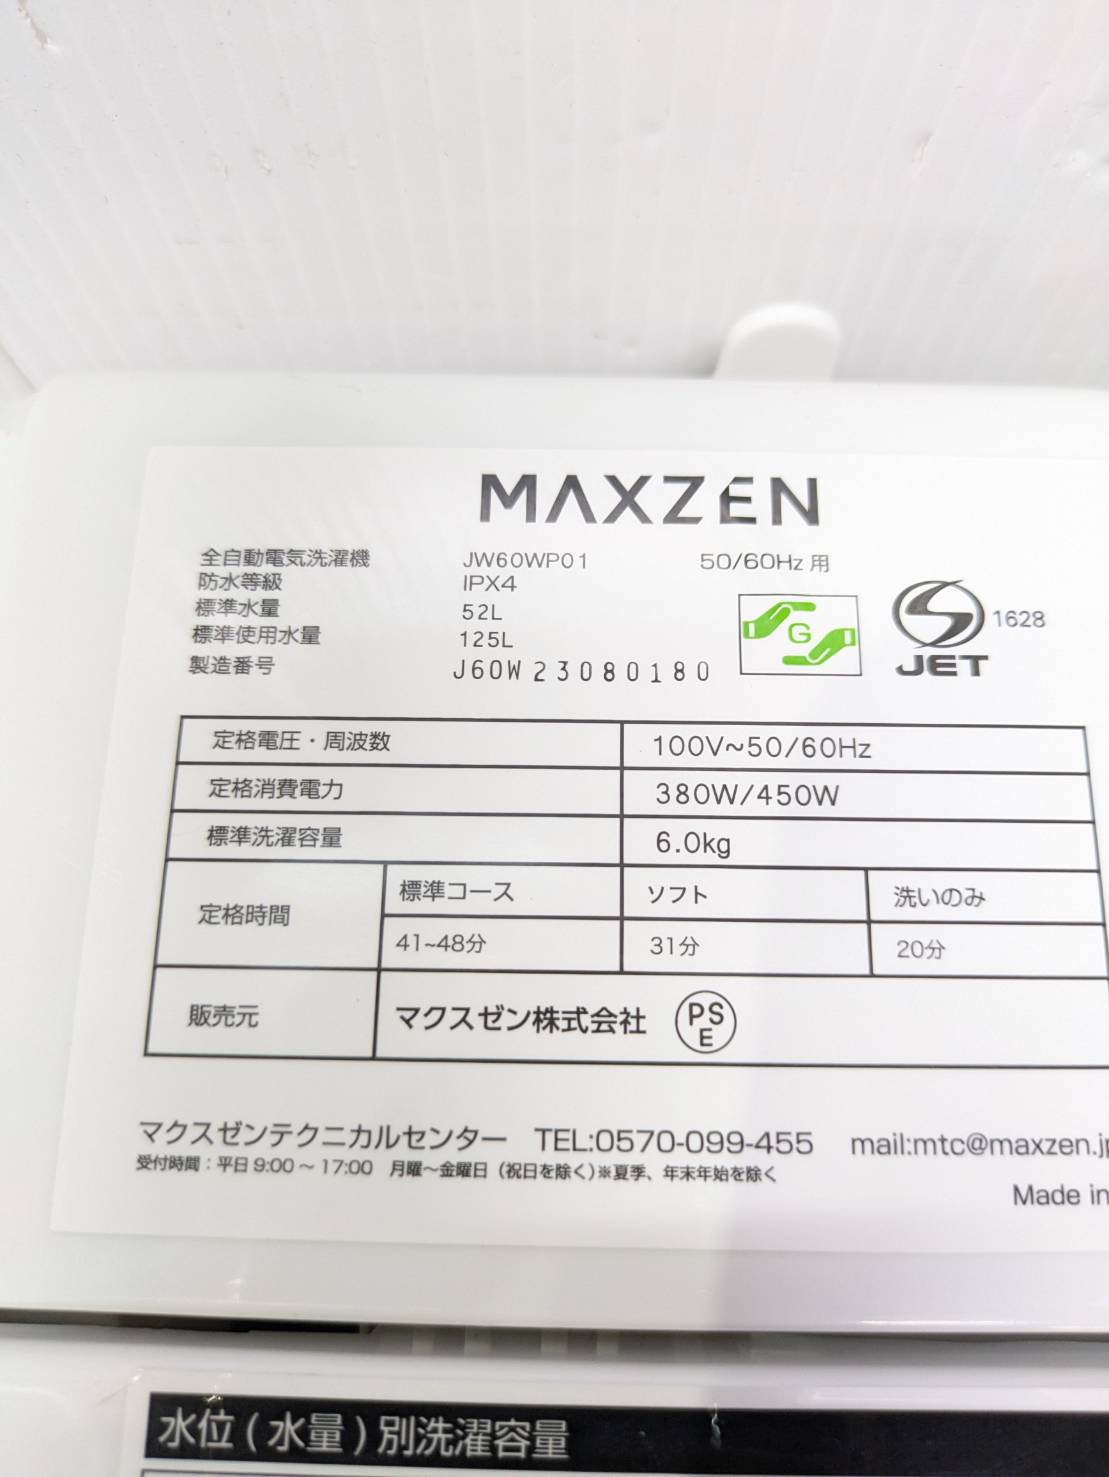 MAXZEN
全自動電気洗濯機 JW60WP01 50/60Hz 用
防水等級 IPX4
標準水量 52L
標準使用水量 125L
製造番号 J60W23080180
G
S JET 1628
定格電圧・周波数 100V~50/60Hz
定格消費電力 380W/450W
標準洗濯容量 6.0kg
定格時間 標準コース ソフト 洗いのみ
41~48分 31分 20分
販売元 マクスゼン株式会社 PSE
マクスゼンテクニカルセンター TEL:0570-099-455 mail:mtc@maxzen.jp
受付時間：平日 9:00 ～ 17:00 月曜～金曜日（祝日を除く）※夏季、年末年始を除く
Made in
水位(水量)別洗濯容量